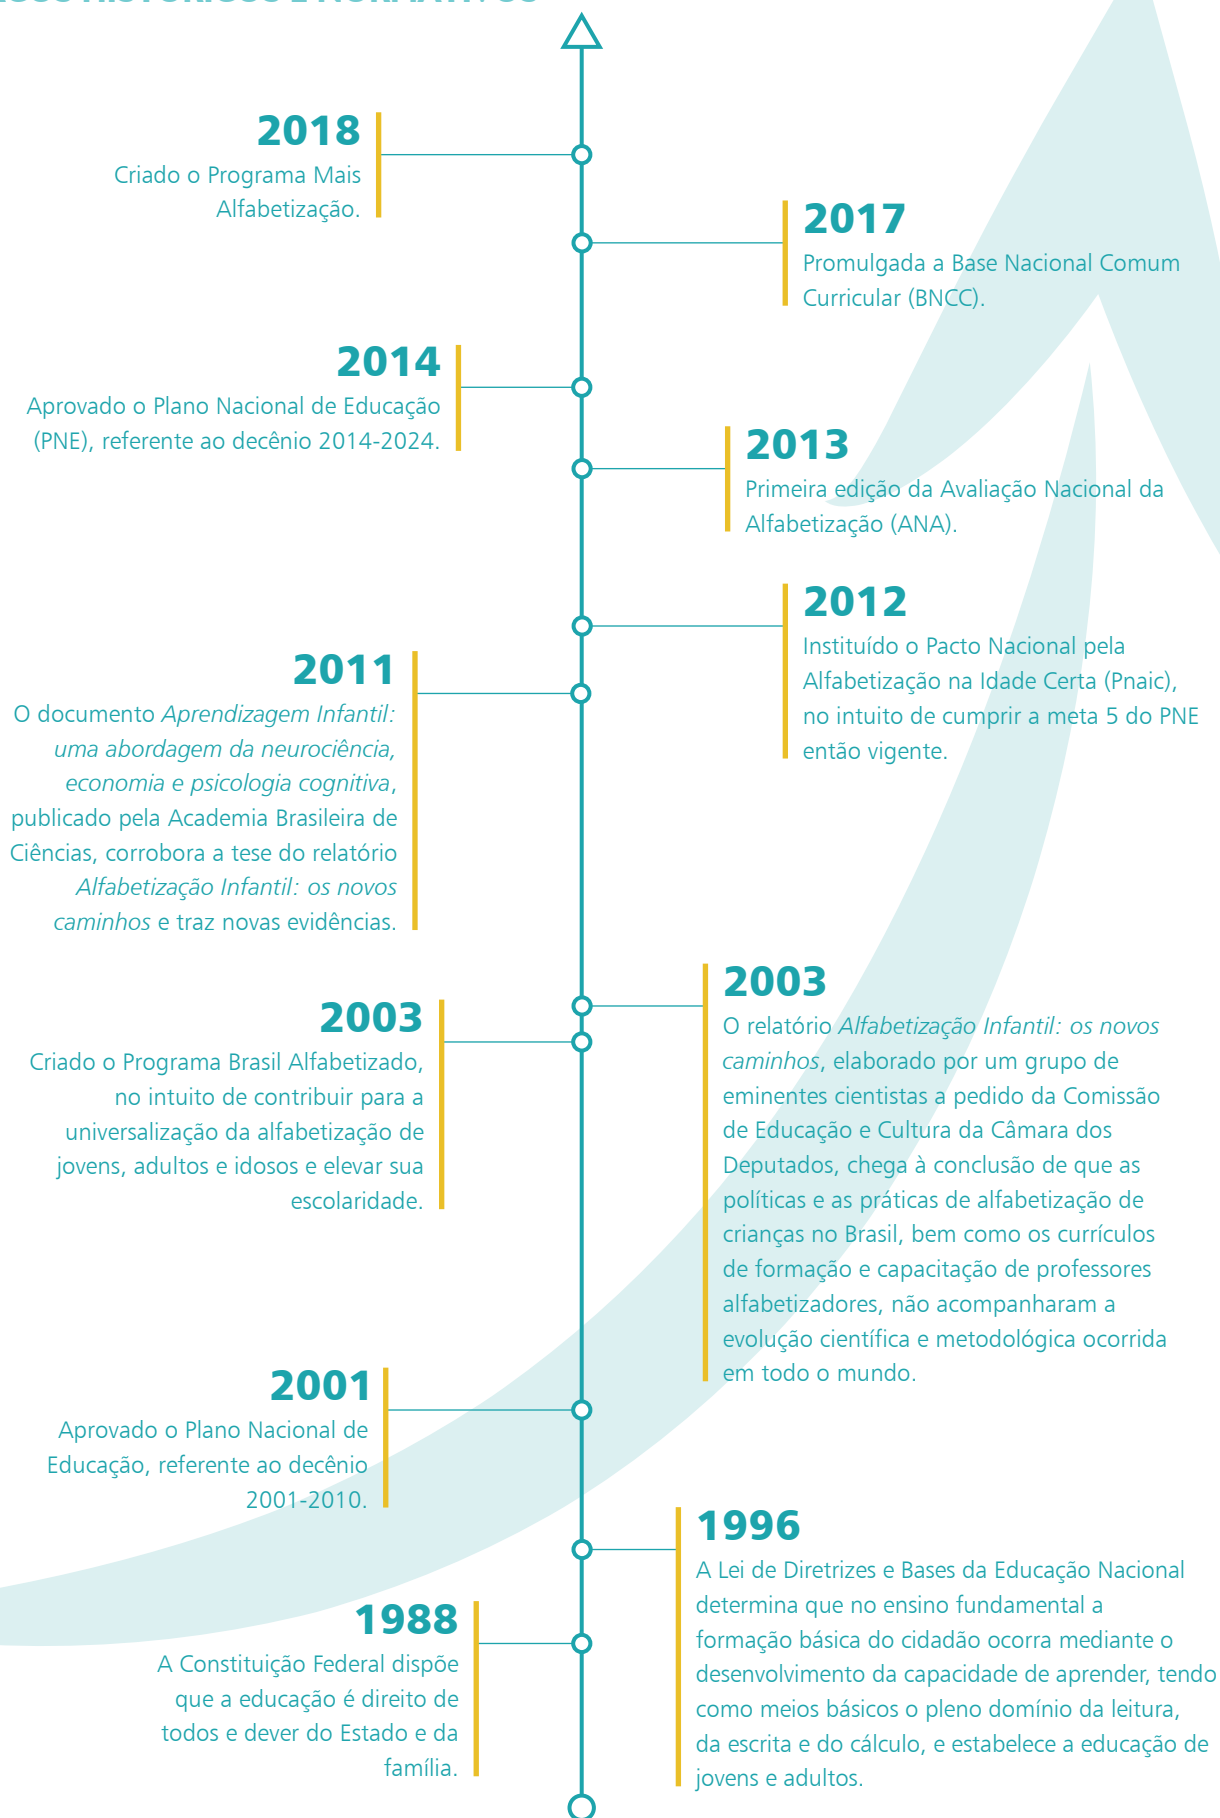 2018
Criado o Programa Mais
Alfabetização.
2017
Promulgada a Base Nacional Comum
Curricular (BNCC).
2014
Aprovado o Plano Nacional de Educação
(PNE), referente ao decênio 2014-2024.
2013
Primeira edição da Avaliação Nacional da
Alfabetização (ANA).
2012
Instituído o Pacto Nacional pela
Alfabetização na Idade Certa (Pnaic),
no intuito de cumprir a meta 5 do PNE
então vigente.
2011
O documento Aprendizagem Infantil:
uma abordagem da neurociência,
economia e psicologia cognitiva,
publicado pela Academia Brasileira de
Ciências, corrobora a tese do relatório
Alfabetização Infantil: os novos
caminhos e traz novas evidências.
2003
O relatório Alfabetização Infantil: os novos
caminhos, elaborado por um grupo de
eminentes cientistas a pedido da Comissão
de Educação e Cultura da Câmara dos
Deputados, chega à conclusão de que as
políticas e as práticas de alfabetização de
crianças no Brasil, bem como os currículos
de formação e capacitação de professores
alfabetizadores, não acompanharam a
evolução científica e metodológica ocorrida
em todo o mundo.
2003
Criado o Programa Brasil Alfabetizado,
no intuito de contribuir para a
universalização da alfabetização de
jovens, adultos e idosos e elevar sua
escolaridade.
2001
Aprovado o Plano Nacional de
Educação, referente ao decênio
2001-2010.
1996
A Lei de Diretrizes e Bases da Educação Nacional
determina que no ensino fundamental a
formação básica do cidadão ocorra mediante o
desenvolvimento da capacidade de aprender, tendo
como meios básicos o pleno domínio da leitura,
da escrita e do cálculo, e estabelece a educação de
jovens e adultos.
1988
A Constituição Federal dispõe
que a educação é direito de
todos e dever do Estado e da
família.